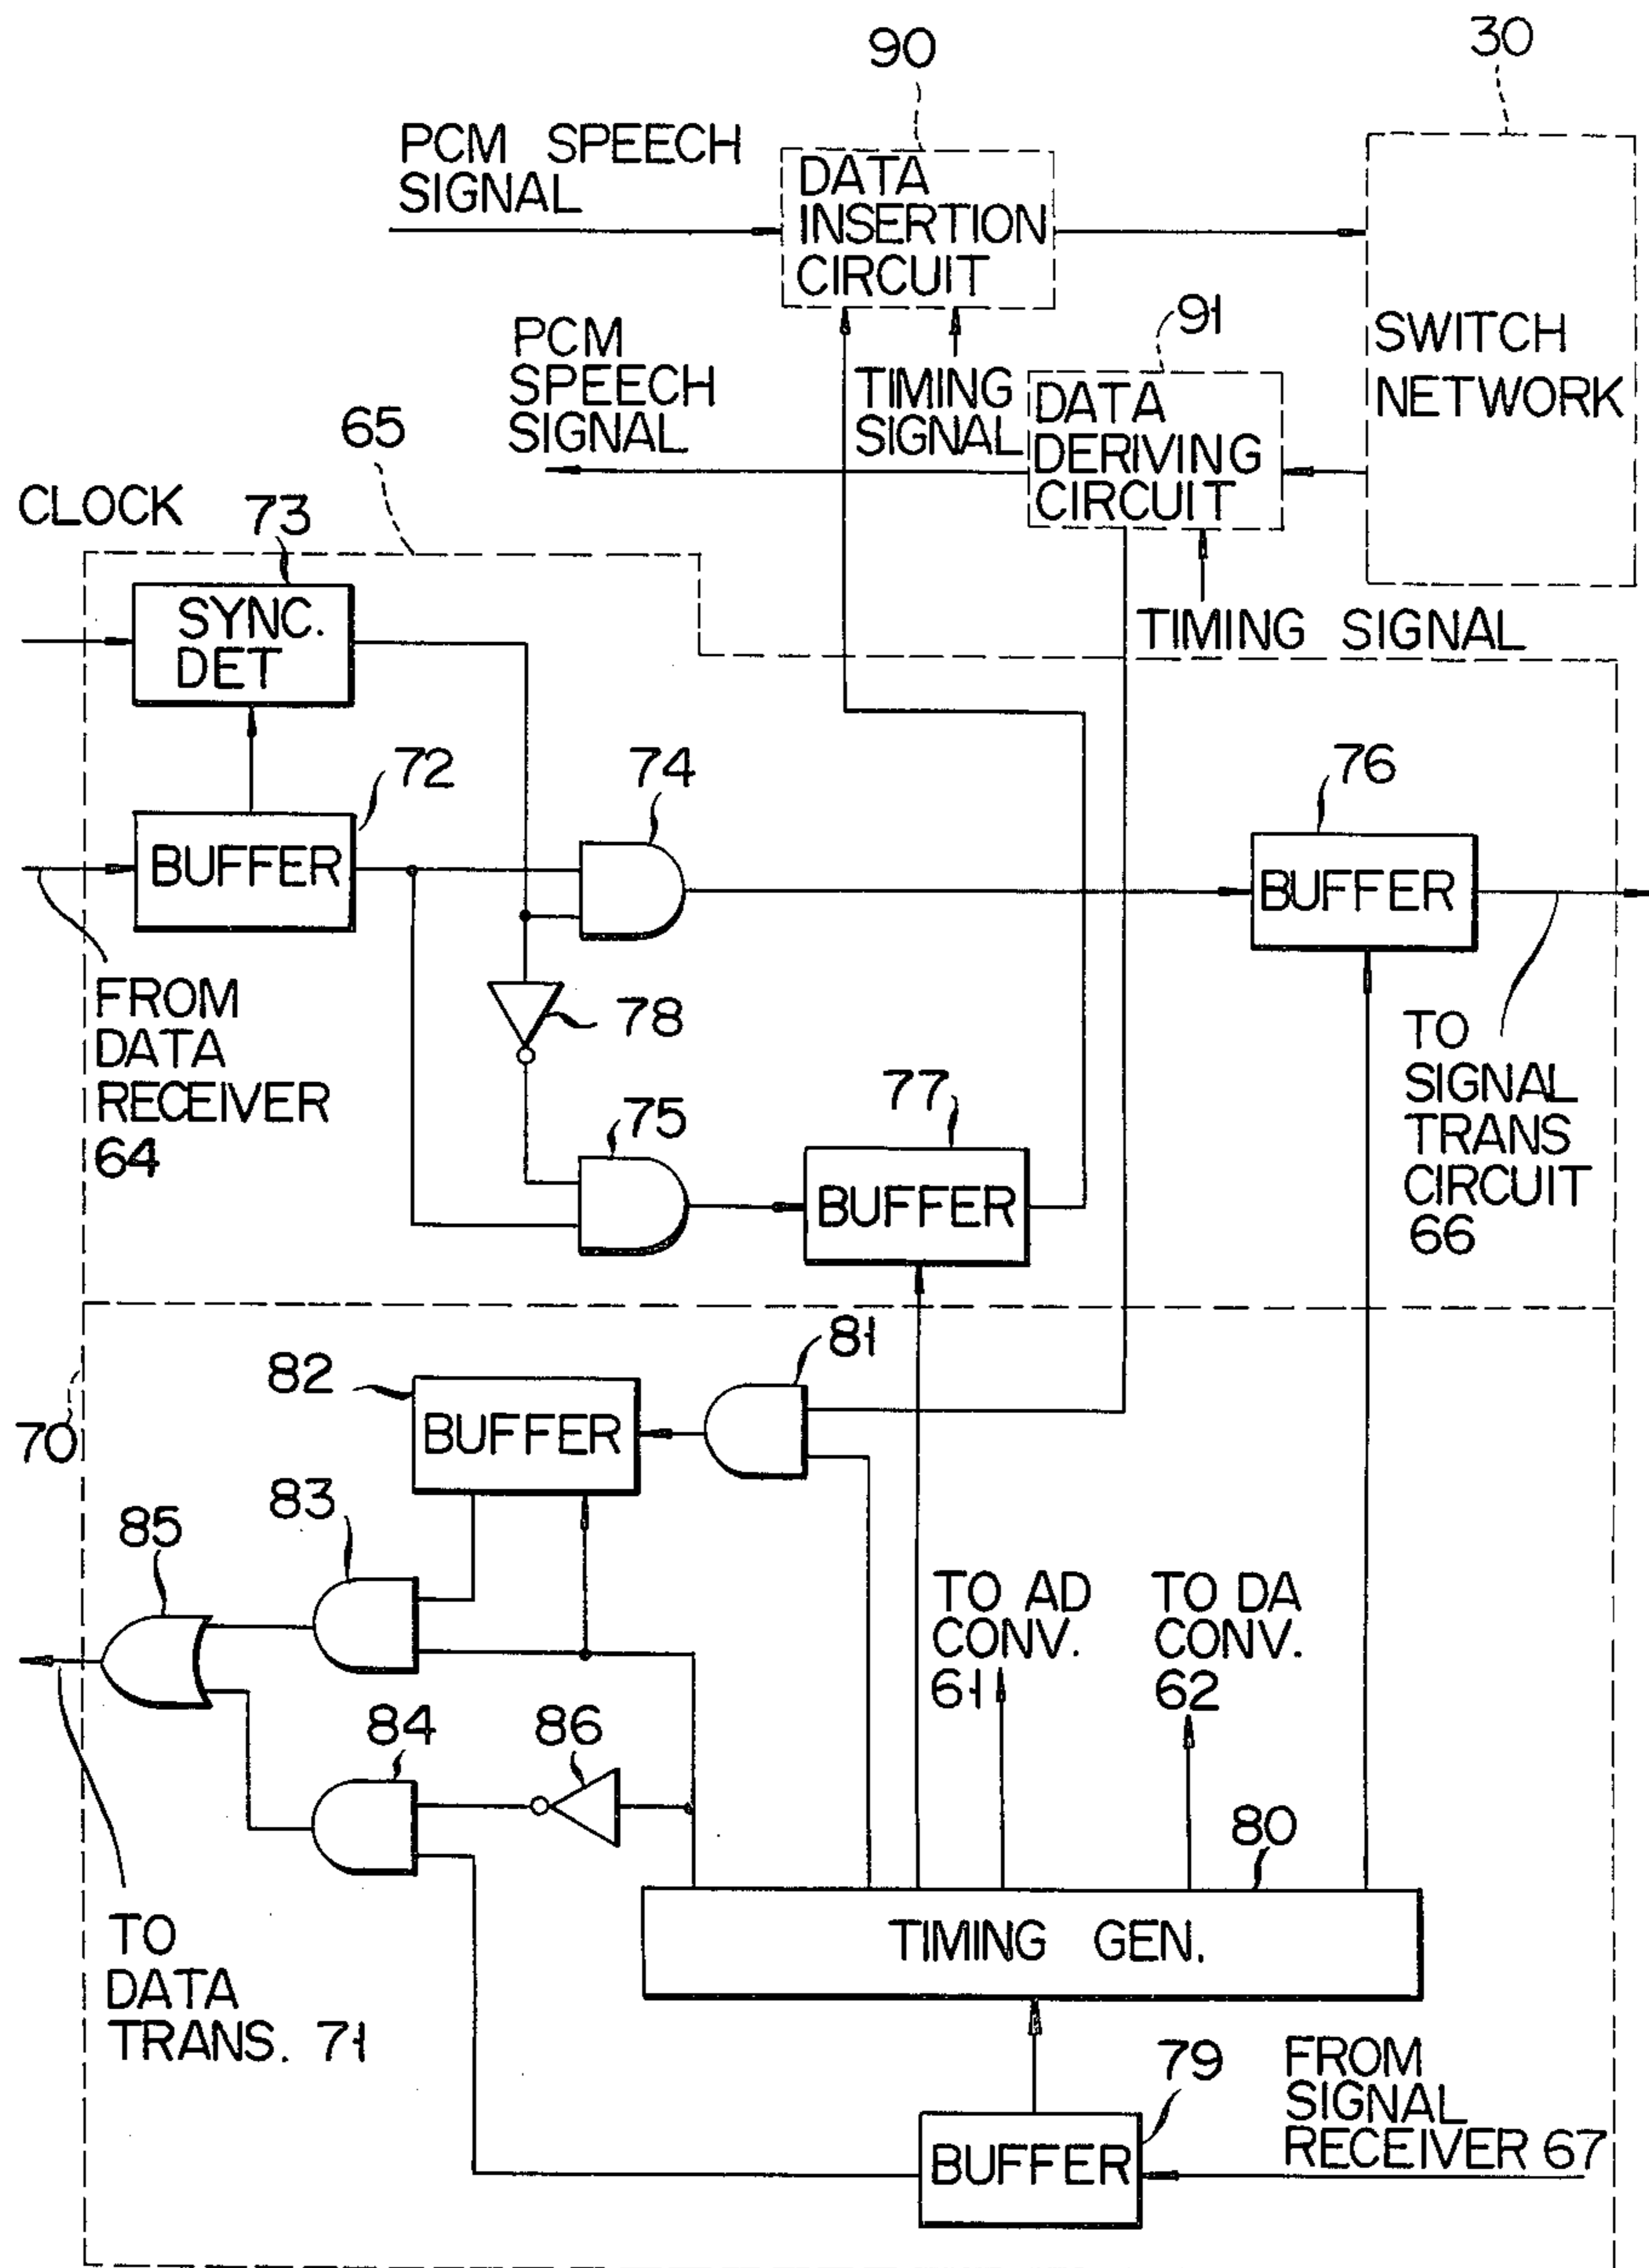 90
30
PCM SPEECH
SIGNAL
DATA
INSERTION
CIRCUIT
91
SWITCH
NETWORK
PCM
SPEECH
SIGNAL
TIMING
SIGNAL
DATA
DERIVING
CIRCUIT
65
CLOCK
73
SYNC.
DET
TIMING SIGNAL
72
BUFFER
74
76
BUFFER
FROM
DATA
RECEIVER
64
78
TO
SIGNAL
TRANS
CIRCUIT
66
75
77
BUFFER
81
82
BUFFER
70
83
85
TO AD
CONV.
61
TO DA
CONV.
62
84
86
80
TIMING GEN.
TO
DATA
TRANS. 71
79
BUFFER
FROM
SIGNAL
RECEIVER 67